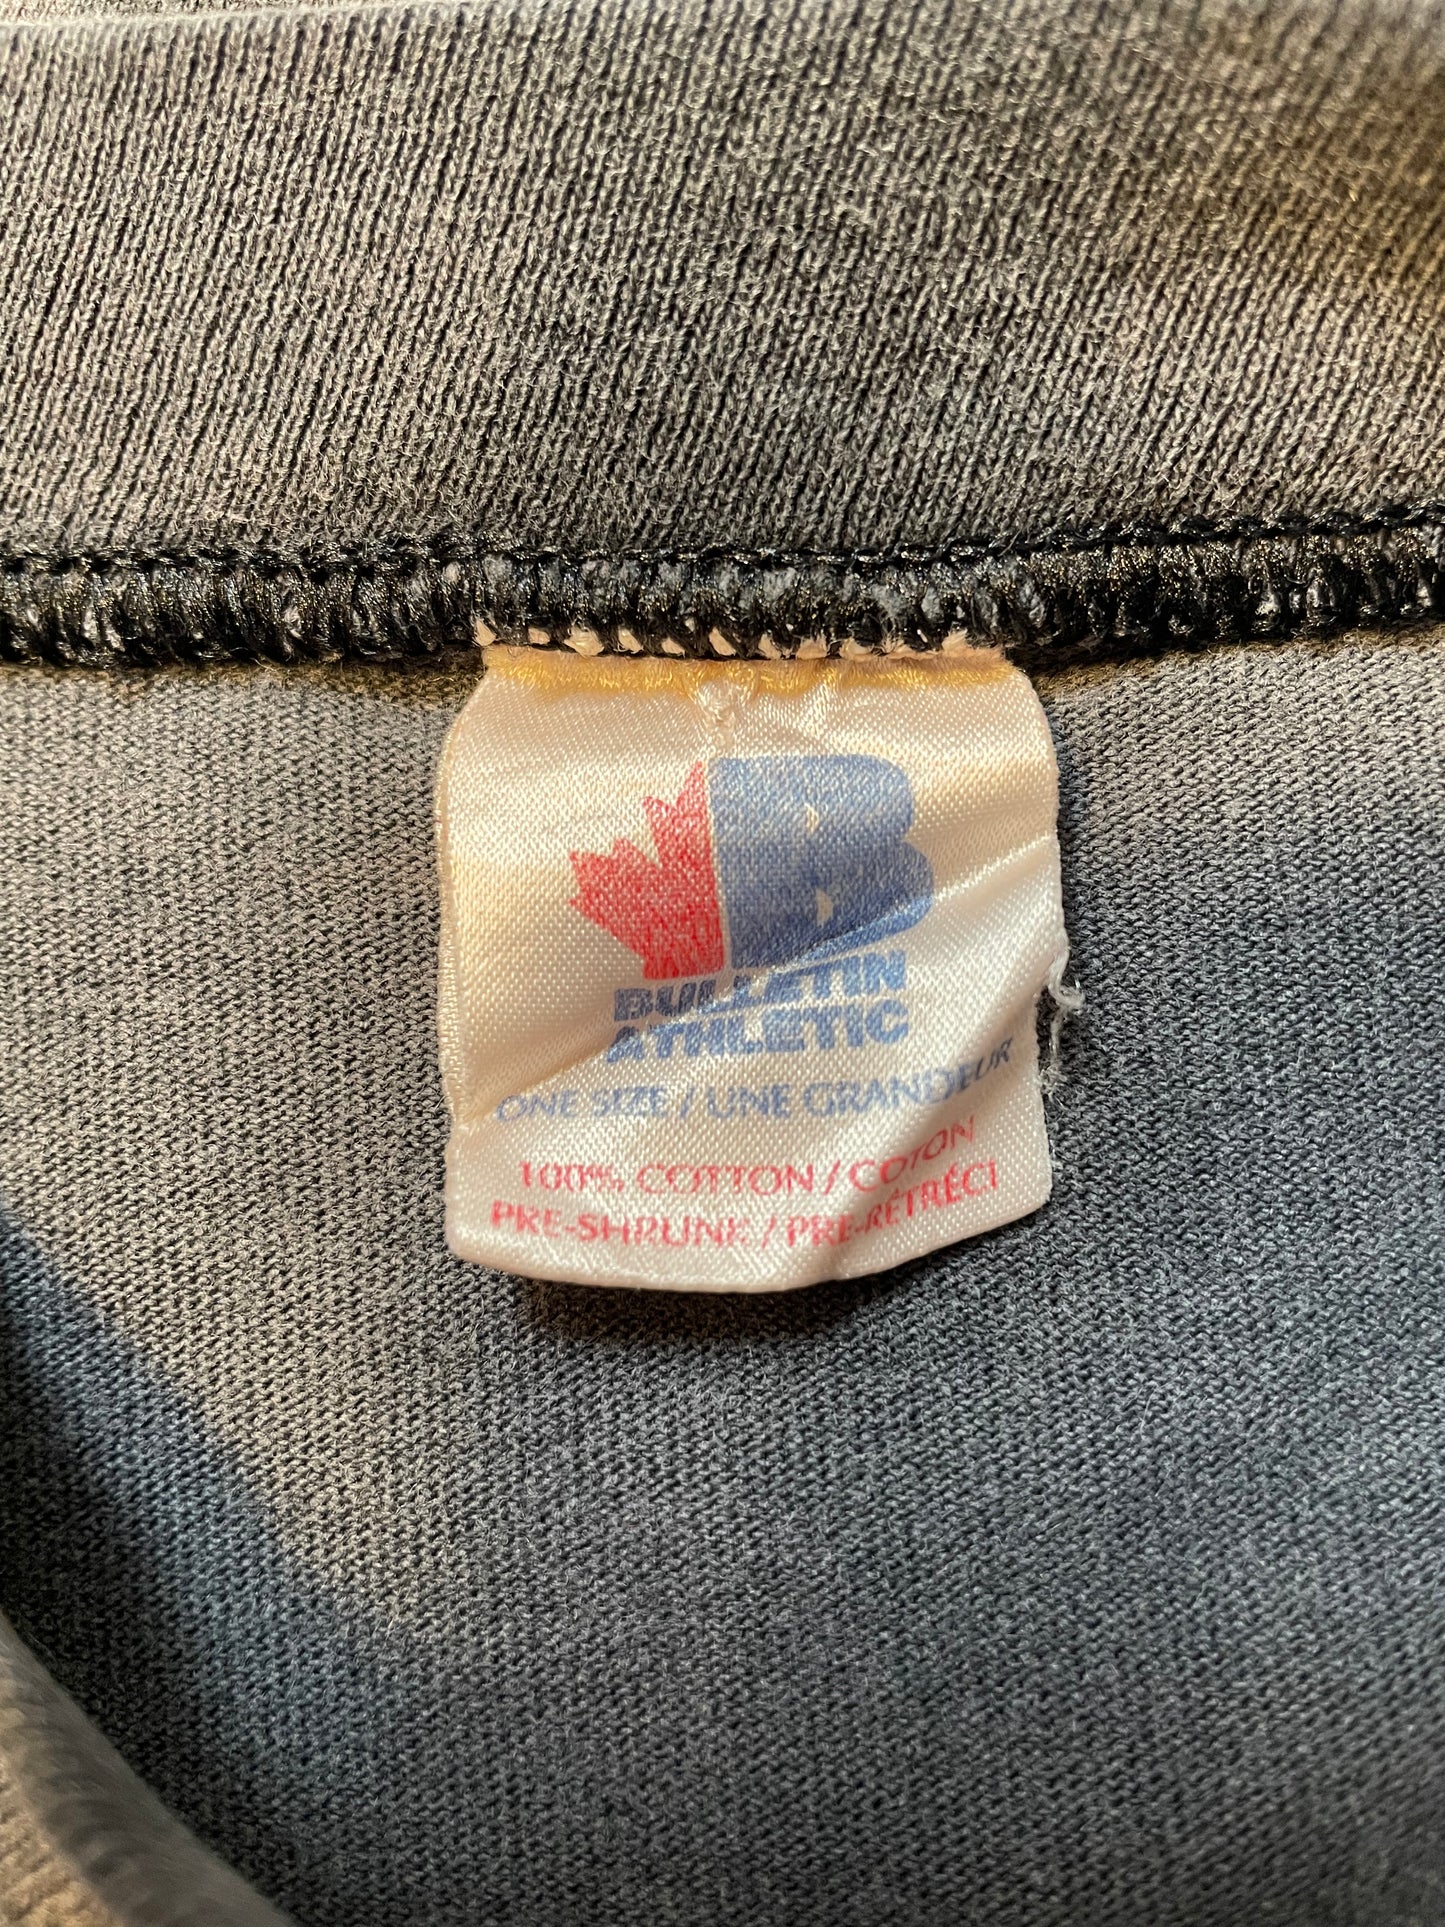 B
BULLETIN
ATHLETIC
ONE SIZE / UNE GRANDEUR
100% COTTON / COTON
PRE-SHRUNK / PRE-RÉTRÉCI